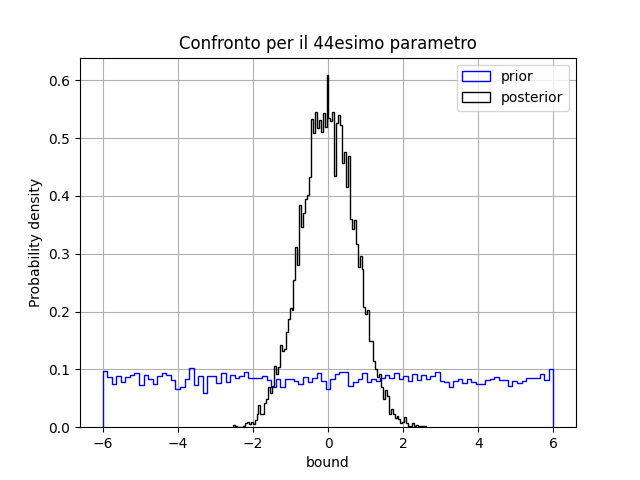 Confronto per il 44esimo parametro
prior
posterior
Probability density
0.6
0.5
0.4
0.3
0.2
0.1
0.0
−6 −4 −2 0 2 4 6
bound